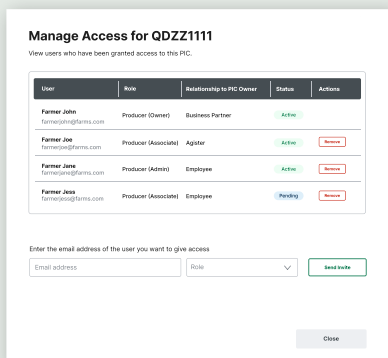 Manage Access for QDZZ1111
View users who have been granted access to this PIC.
User Role Relationship to PIC Owner Status Actions
Farmer John
farmerjohn@farms.com
Producer (Owner) Business Partner Active
Farmer Joe
farmerjoe@farms.com
Producer (Associate) Agister Active Remove
Farmer Jane
farmerjane@farms.com
Producer (Admin) Employee Active Remove
Farmer Jess
farmerjess@farms.com
Producer (Associate) Employee Pending Remove
Enter the email address of the user you want to give access
Email address Role Send Invite
Close